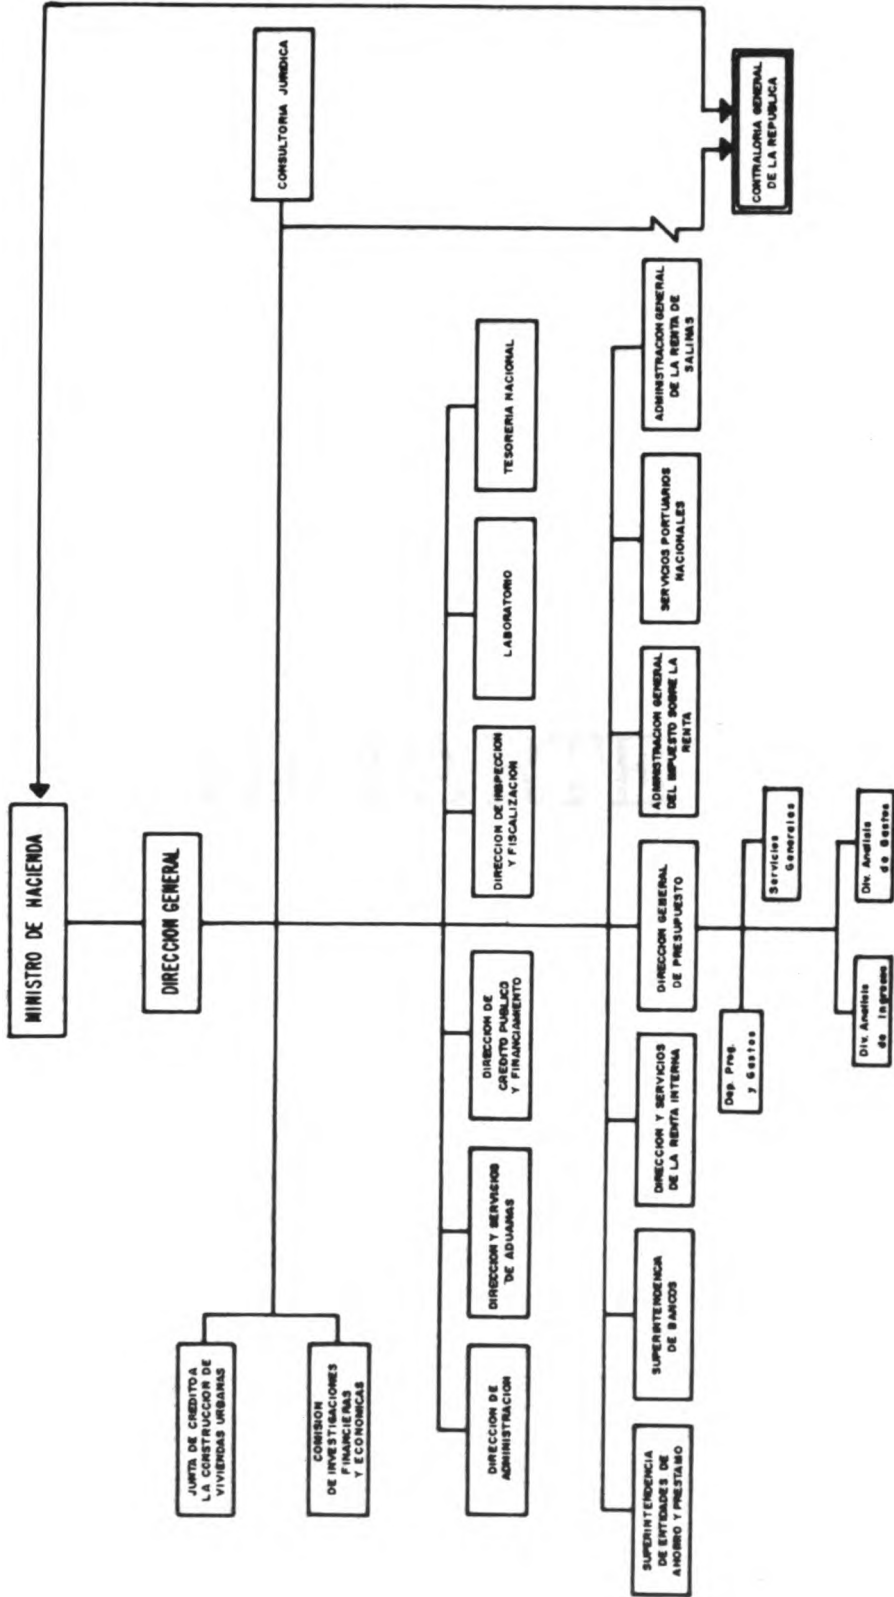 MINISTRO DE HACIENDA
DIRECCION GENERAL
CONSULTORIA JURIDICA
CONTRALORIA GENERAL
DE LA REPUBLICA
JUNTA DE CREDITO A
LA CONSTRUCCION DE
VIVIENDAS URBANAS
COMISION
DE INVESTIGACIONES
FINANCIERAS
Y ECONOMICAS
DIRECCION DE
ADMINISTRACION
DIRECCION Y SERVICIOS
DE ADUANAS
DIRECCION DE
CREDITO PUBLICO
Y FINANCIAMIENTO
DIRECCION DE INSPECCION
Y FISCALIZACION
LABORATORIO
TESORERIA NACIONAL
SUPERINTENDENCIA
DE ENTIDADES DE
AHORRO Y PRESTAMO
SUPERINTENDENCIA
DE BANCOS
DIRECCION Y SERVICIOS
DE LA RENTA INTERNA
DIRECCION GENERAL
DE PRESUPUESTO
ADMINISTRACION GENERAL
DEL IMPUESTO SOBRE LA
RENTA
SERVICIOS PORTUARIOS
NACIONALES
ADMINISTRACION GENERAL
DE LA RENTA DE
SALINAS
Dep. Prog.
y Gastos
Servicios
Generales
Div. Analisis
de Ingresos
Div. Analisis
de Gastos